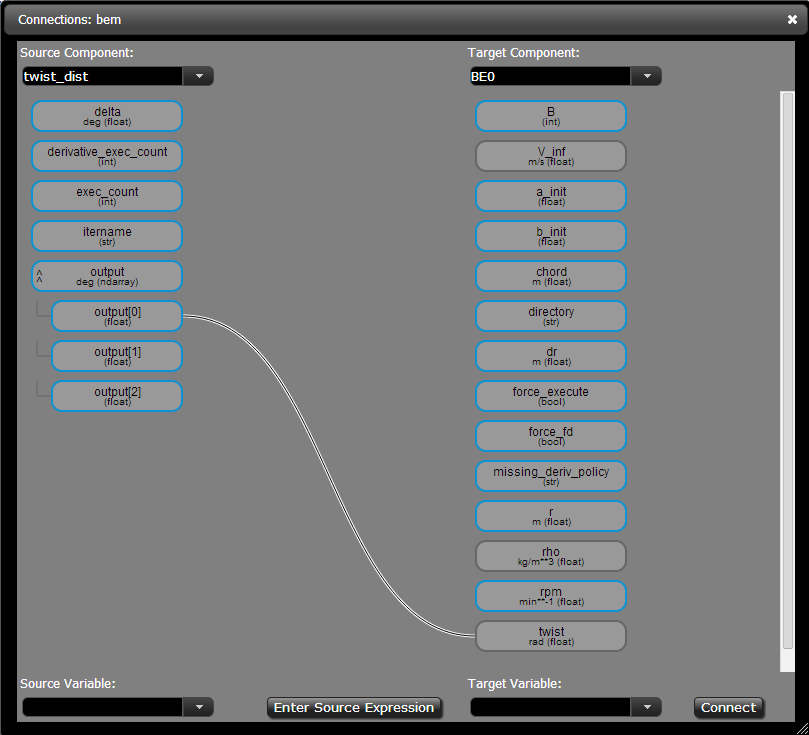 Connections: bem
Source Component:
Target Component:
twist_dist
BE0
delta
deg (float)
derivative_exec_count
(int)
exec_count
(int)
itername
(str)
output
deg (ndarray)
output[0]
(float)
output[1]
(float)
output[2]
(float)
B
(int)
V_inf
m/s (float)
a_init
(float)
b_init
(float)
chord
m (float)
directory
(str)
dr
m (float)
force_execute
(bool)
force_fd
(bool)
missing_deriv_policy
(str)
r
m (float)
rho
kg/m**3 (float)
rpm
min**-1 (float)
twist
rad (float)
Source Variable:
Target Variable:
Enter Source Expression
Connect